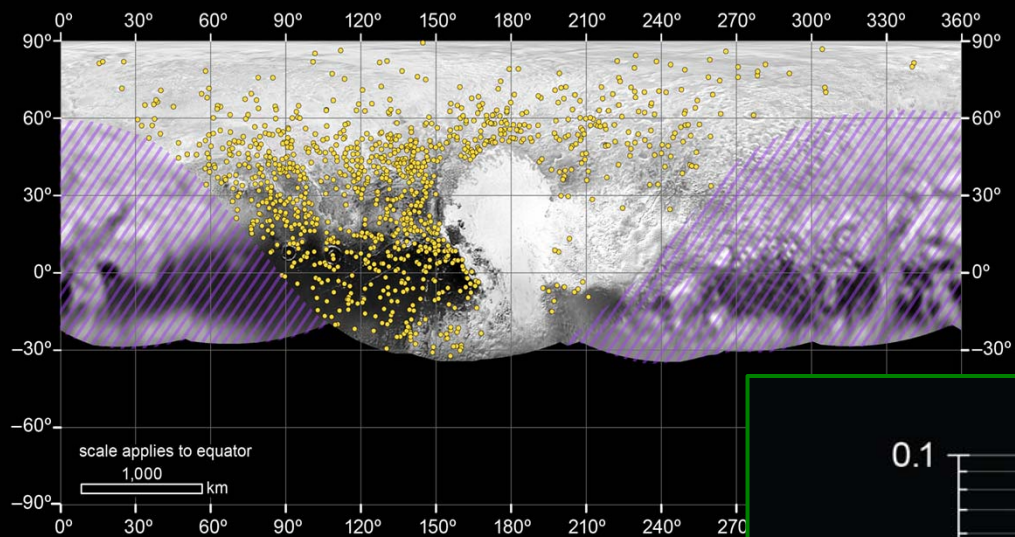 0º 30º 60º 90º 120º 150º 180º 210º 240º 270º 300º 330º 360º
90º 90º
60º 60º
30º 30º
0º 0º
−30º −30º
−60º
scale applies to equator
1,000
km
−90º
0º 30º 60º 90º 120º 150º 180º 210º 240º 270
0.1